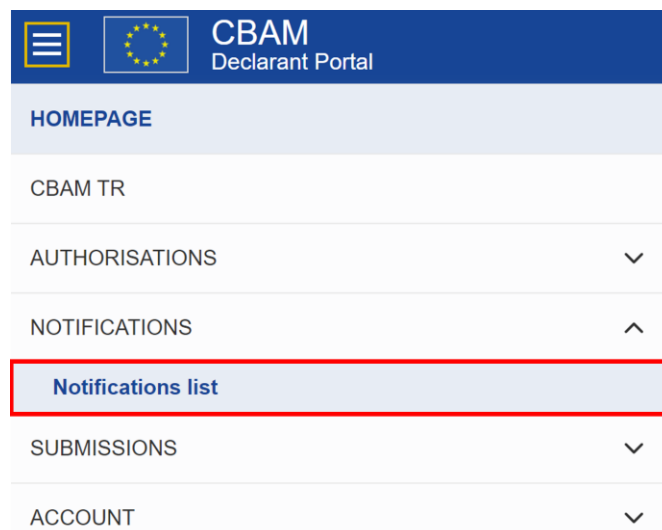 CBAM
Declarant Portal
HOMEPAGE
CBAM TR
AUTHORISATIONS
NOTIFICATIONS
Notifications list
SUBMISSIONS
ACCOUNT